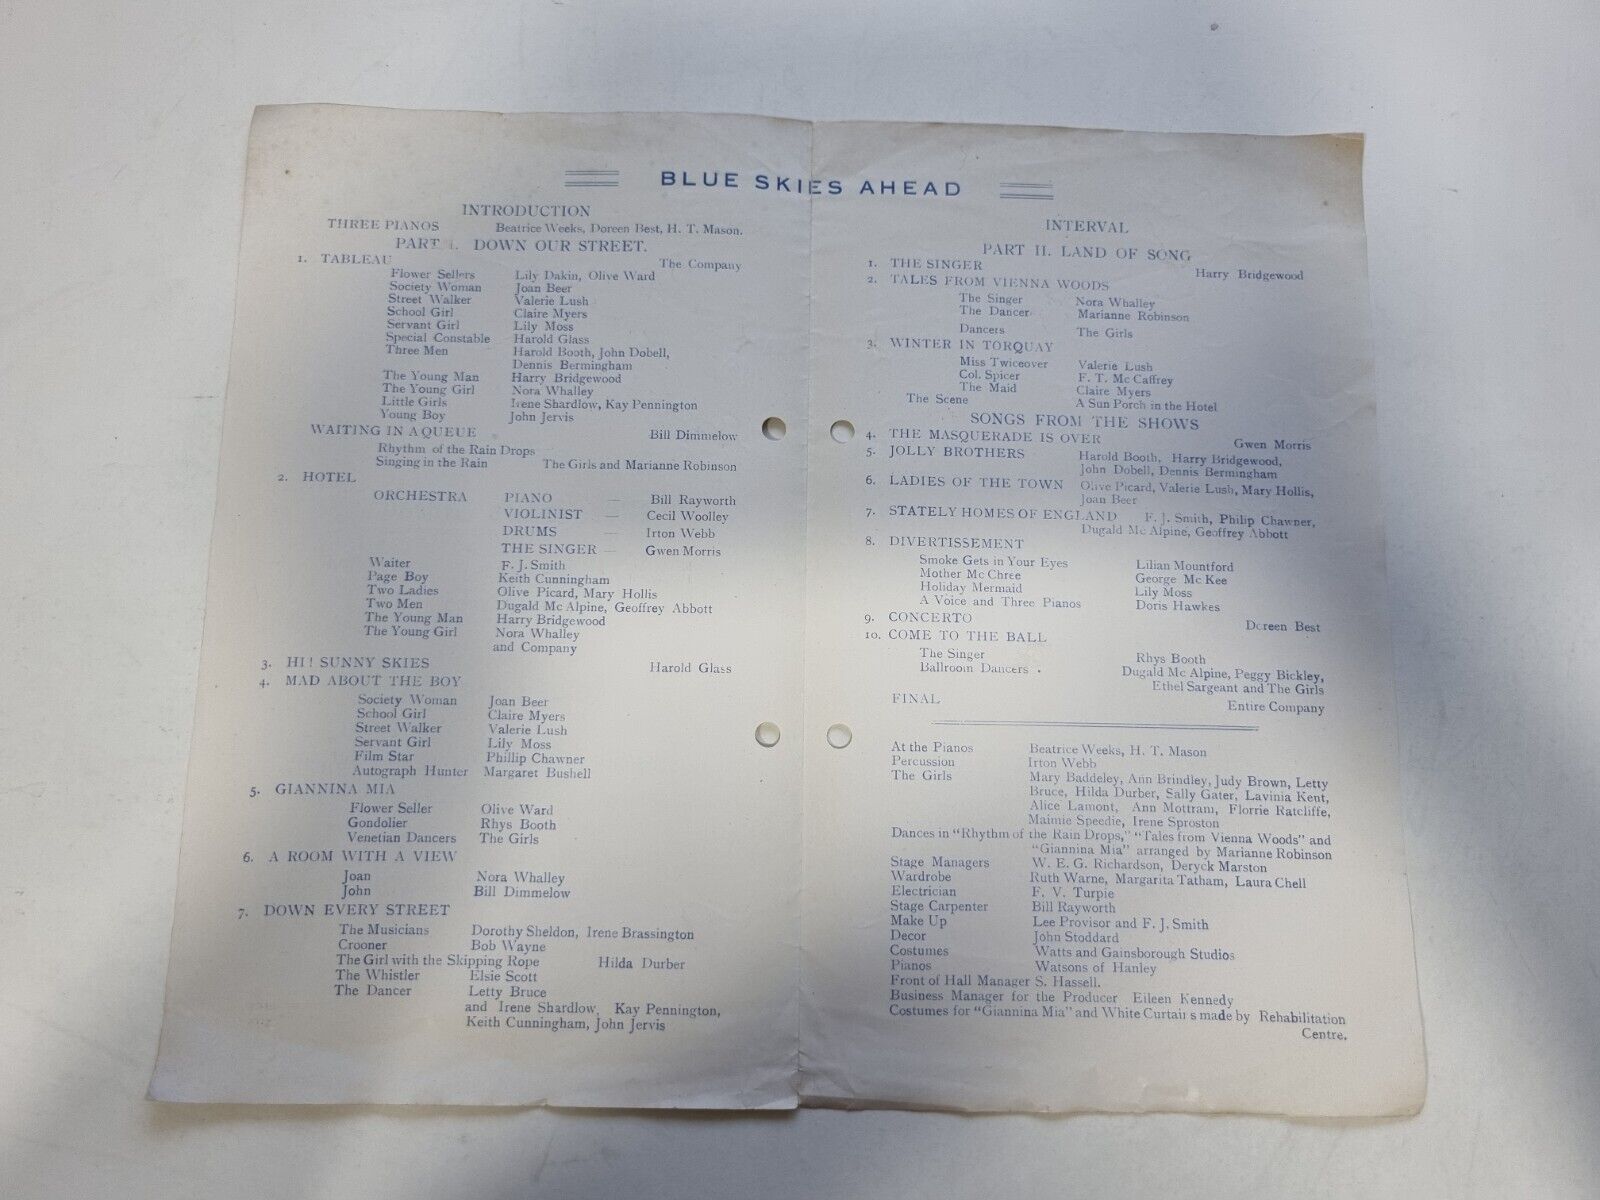 BLUE SKIES AHEAD
INTRODUCTION
THREE PIANOS Beatrice Weeks, Doreen Best, H. T. Mason.
PART I. DOWN OUR STREET.
1. TABLEAU The Company
Flower Sellers Lily Dakin, Olive Ward
Society Woman Joan Beer
Street Walker Valerie Lush
School Girl Claire Myers
Servant Girl Lily Moss
Special Constable Harold Glass
Three Men Harold Booth, John Dobell,
Dennis Bermingham
The Young Man Harry Bridgewood
The Young Girl Nora Whalley
Little Girls Irene Shardlow, Kay Pennington
Young Boy John Jervis
WAITING IN A QUEUE Bill Dimmelow
Rhythm of the Rain Drops
Singing in the Rain The Girls and Marianne Robinson
2. HOTEL
ORCHESTRA PIANO — Bill Rayworth
VIOLINIST — Cecil Woolley
DRUMS — Irton Webb
THE SINGER — Gwen Morris
Waiter F. J. Smith
Page Boy Keith Cunningham
Two Ladies Olive Picard, Mary Hollis
Two Men Dugald Mc Alpine, Geoffrey Abbott
The Young Man Harry Bridgewood
The Young Girl Nora Whalley
and Company
3. HI! SUNNY SKIES Harold Glass
4. MAD ABOUT THE BOY
Society Woman Joan Beer
School Girl Claire Myers
Street Walker Valerie Lush
Servant Girl Lily Moss
Film Star Phillip Chawner
Autograph Hunter Margaret Bushell
5. GIANNINA MIA
Flower Seller Olive Ward
Gondolier Rhys Booth
Venetian Dancers The Girls
6. A ROOM WITH A VIEW
Joan Nora Whalley
John Bill Dimmelow
7. DOWN EVERY STREET
The Musicians Dorothy Sheldon, Irene Brassington
Crooner Bob Wayne
The Girl with the Skipping Rope Hilda Durber
The Whistler Elsie Scott
The Dancer Letty Bruce
and Irene Shardlow, Kay Pennington,
Keith Cunningham, John Jervis
INTERVAL
PART II. LAND OF SONG
1. THE SINGER Harry Bridgewood
2. TALES FROM VIENNA WOODS
The Singer Nora Whalley
The Dancer Marianne Robinson
Dancers The Girls
3. WINTER IN TORQUAY
Miss Twiceover Valerie Lush
Col. Spicer F. T. Mc Caffrey
The Maid Claire Myers
The Scene A Sun Porch in the Hotel
SONGS FROM THE SHOWS
4. THE MASQUERADE IS OVER Gwen Morris
5. JOLLY BROTHERS Harold Booth, Harry Bridgewood,
John Dobell, Dennis Bermingham
6. LADIES OF THE TOWN Olive Picard, Valerie Lush, Mary Hollis,
Joan Beer
7. STATELY HOMES OF ENGLAND F. J. Smith, Philip Chawner,
Dugald Mc Alpine, Geoffrey Abbott
8. DIVERTISSEMENT
Smoke Gets in Your Eyes Lilian Mountford
Mother Mc Chree George Mc Kee
Holiday Mermaid Lily Moss
A Voice and Three Pianos Doris Hawkes
9. CONCERTO Doreen Best
10. COME TO THE BALL
The Singer Rhys Booth
Ballroom Dancers . Dugald Mc Alpine, Peggy Bickley,
Ethel Sargeant and The Girls
FINAL Entire Company
At the Pianos Beatrice Weeks, H. T. Mason
Percussion Irton Webb
The Girls Mary Baddeley, Ann Brindley, Judy Brown, Letty
Bruce, Hilda Durber, Sally Gater, Lavinia Kent,
Alice Lamont, Ann Mottram, Florrie Ratcliffe,
Maimie Speedie, Irene Sproston
Dances in "Rhythm of the Rain Drops," "Tales from Vienna Woods" and
"Giannina Mia" arranged by Marianne Robinson
Stage Managers W. E. G. Richardson, Deryck Marston
Wardrobe Ruth Warne, Margarita Tatham, Laura Chell
Electrician F. V. Turpie
Stage Carpenter Bill Rayworth
Make Up Lee Provisor and F. J. Smith
Decor John Stoddard
Costumes Watts and Gainsborough Studios
Pianos Watsons of Hanley
Front of Hall Manager S. Hassell.
Business Manager for the Producer Eileen Kennedy
Costumes for "Giannina Mia" and White Curtains made by Rehabilitation
Centre.